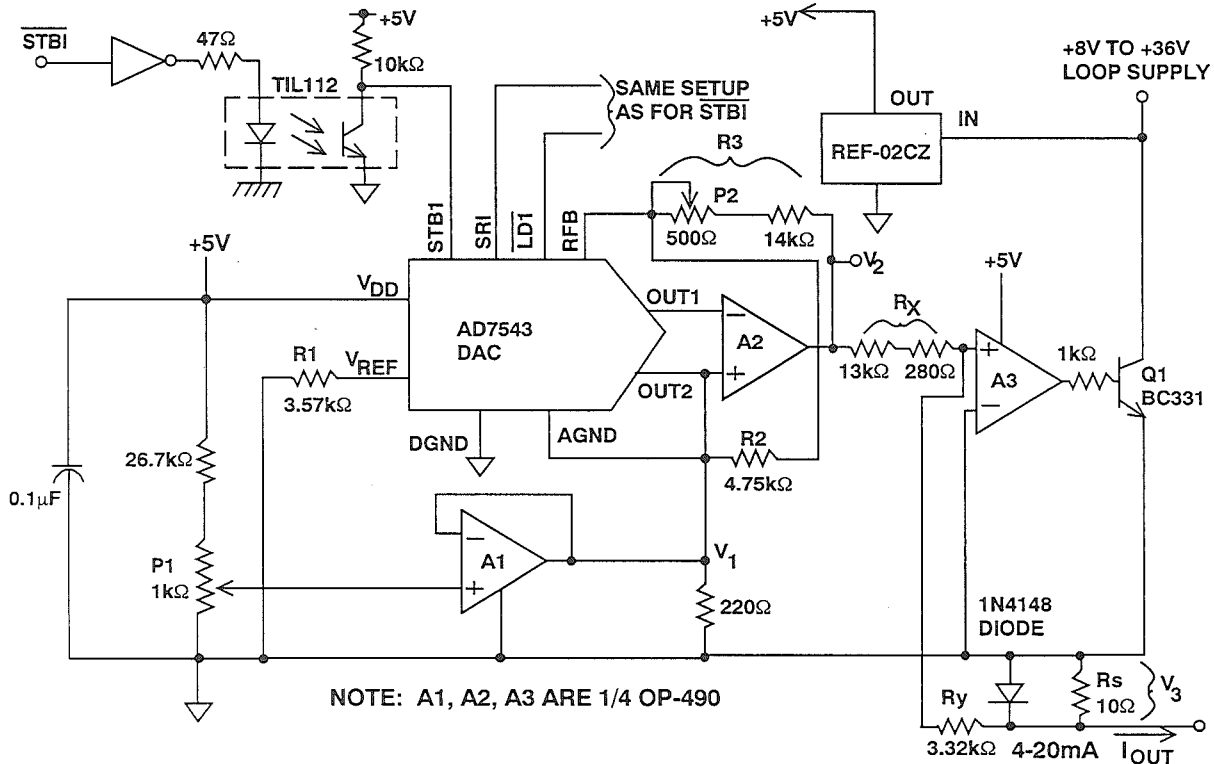 STBI
47Ω
+5V
10kΩ
TIL112
SAME SETUP
AS FOR STBI
+5V
+8V TO +36V
LOOP SUPPLY
OUT
IN
REF-02CZ
R3
P2
500Ω
14kΩ
STB1
SRI
LD1
RFB
V2
+5V
+5V
VDD
AD7543
DAC
OUT1
OUT2
A2
RX
13kΩ
280Ω
A3
1kΩ
Q1
BC331
R1
VREF
3.57kΩ
DGND
AGND
R2
4.75kΩ
26.7kΩ
0.1µF
P1
1kΩ
A1
V1
220Ω
1N4148
DIODE
NOTE: A1, A2, A3 ARE 1/4 OP-490
Ry
3.32kΩ
Rs
10Ω
V3
4-20mA
IOUT